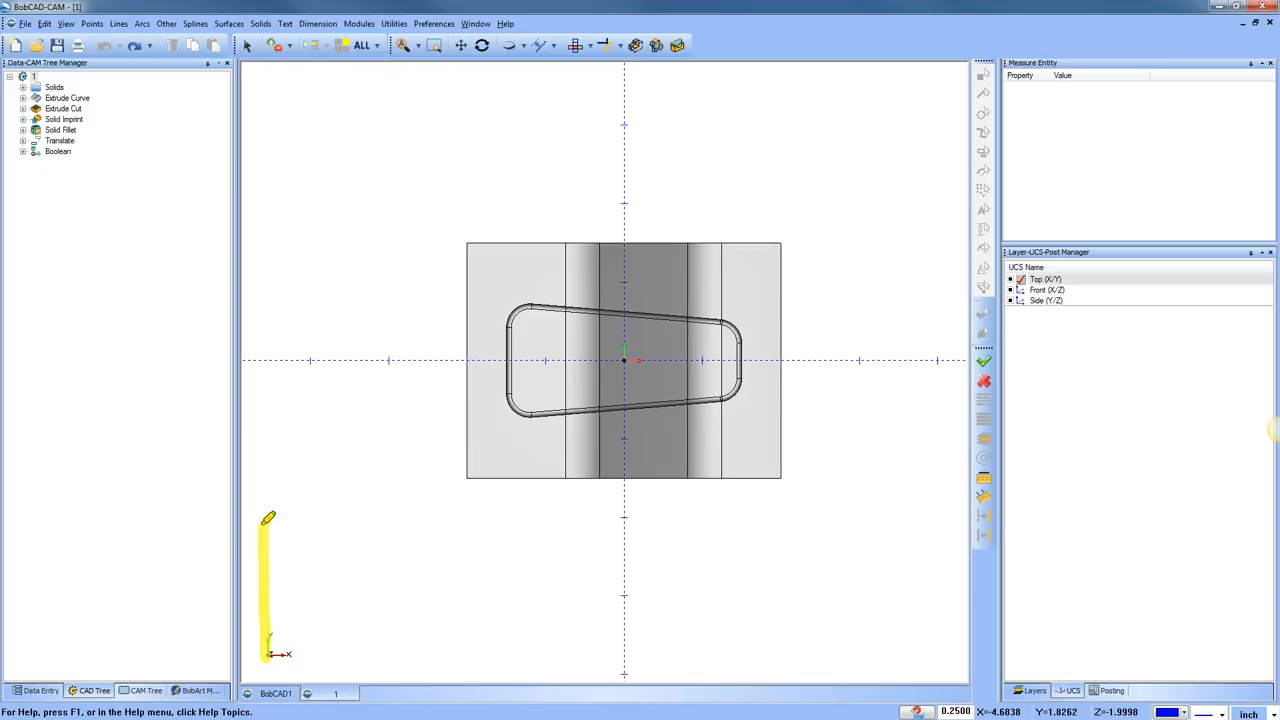 BobCAD-CAM - [1]
File Edit View Points Lines Arcs Other Splines Surfaces Solids Text Dimension Modules Utilities Preferences Window Help
ALL
Data-CAM Tree Manager
1
Solids
Extrude Curve
Extrude Cut
Solid Imprint
Solid Fillet
Translate
Boolean
Measure Entity
Property Value
Layer-UCS-Post Manager
UCS Name
Top (X/Y)
Front (X/Z)
Side (Y/Z)
Y
Z X
Data Entry CAD Tree CAM Tree BobArt M...
BobCAD1 1
Layers UCS Posting
For Help, press F1, or in the Help menu, click Help Topics.
0.2500 X=-4.6838 Y=1.8262 Z=-1.9998 inch